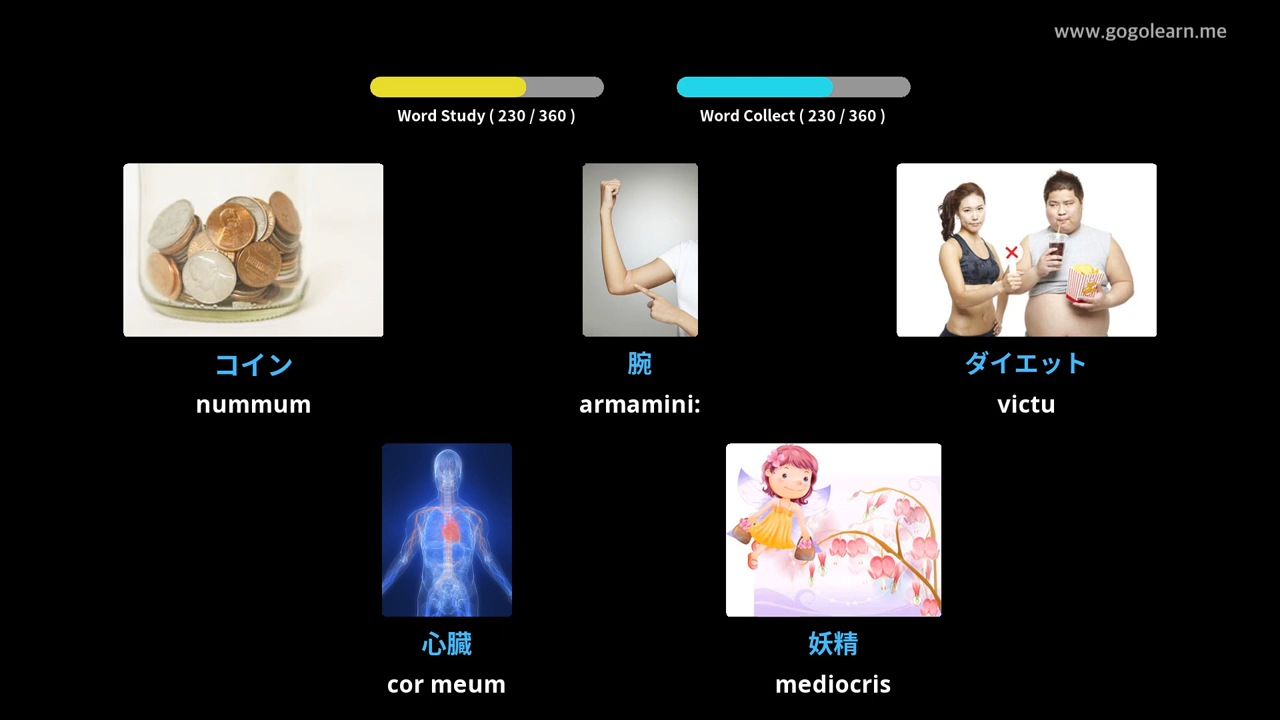 www.gogolearn.me
Word Study ( 230 / 360 )
Word Collect ( 230 / 360 )
コイン
nummum
腕
armamini:
ダイエット
victu
心臓
cor meum
妖精
mediocris